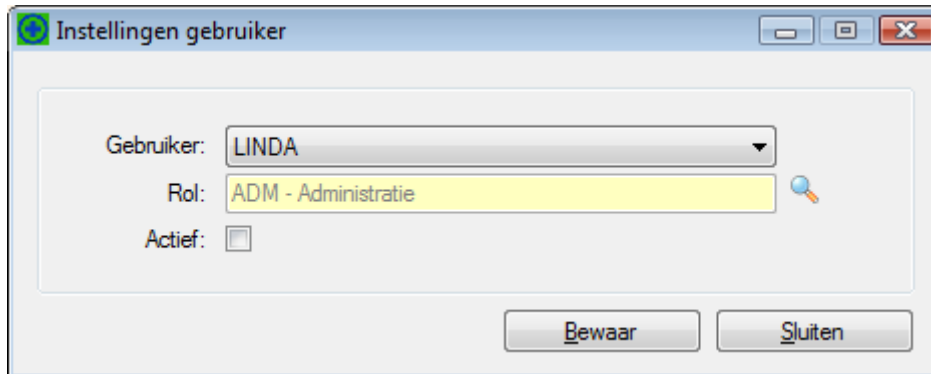 Instellingen gebruiker
Gebruiker: LINDA
Rol: ADM - Administratie
Actief:
Bewaar Sluiten